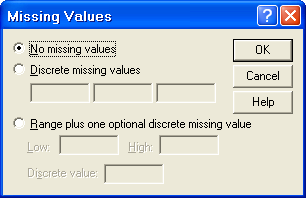 Missing Values
No missing values
OK
Discrete missing values
Cancel
Help
Range plus one optional discrete missing value
Low: High:
Discrete value: